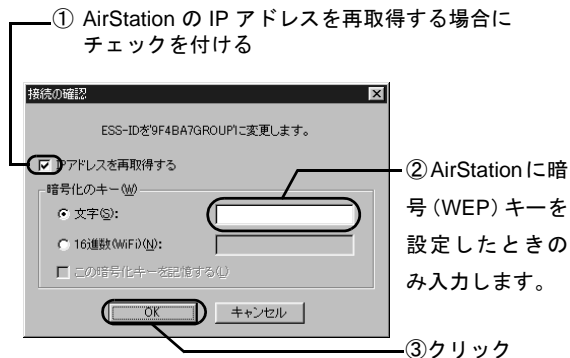 ① AirStation の IP アドレスを再取得する場合に
チェックを付ける
接続の確認
ESS-IDを'9F4BA7GROUP'に変更します。
IPアドレスを再取得する
暗号化のキー(W)
文字(S):
16進数(WiFi)(N):
この暗号化キーを記憶する(U)
OK キャンセル
②AirStationに暗
号(WEP)キーを
設定したときの
み入力します。
③クリック